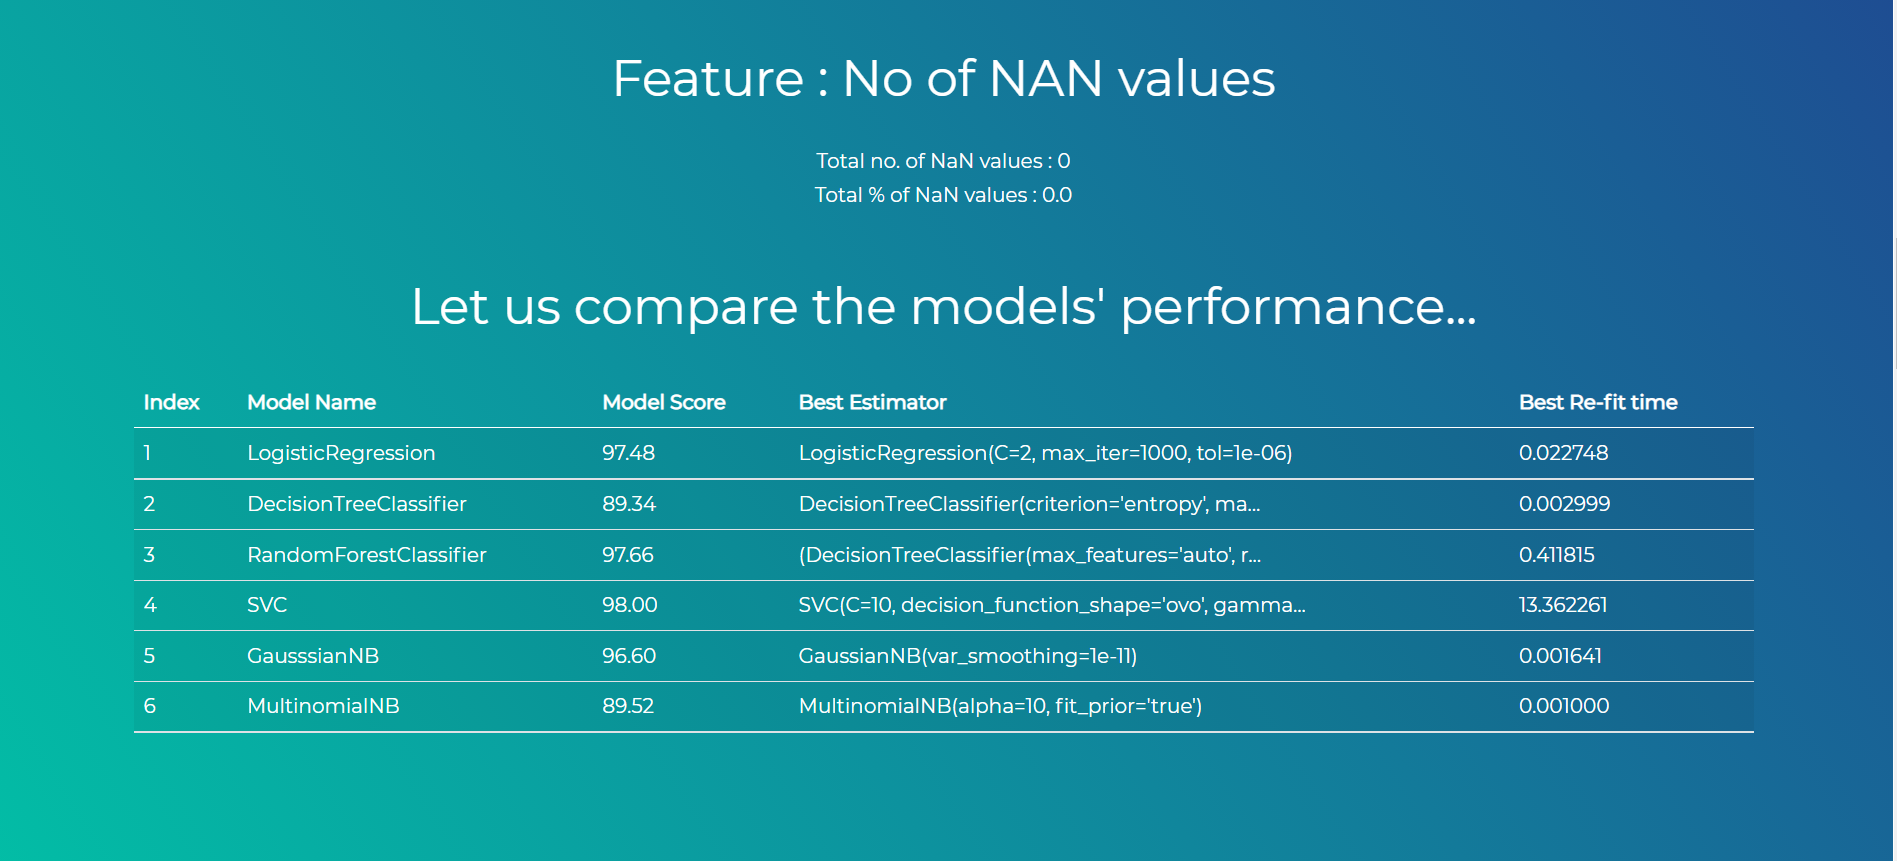 Feature : No of NAN values
Total no. of NaN values : 0
Total % of NaN values : 0.0
Let us compare the models' performance...
Index Model Name Model Score Best Estimator Best Re-fit time
1 LogisticRegression 97.48 LogisticRegression(C=2, max_iter=1000, tol=1e-06) 0.022748
2 DecisionTreeClassifier 89.34 DecisionTreeClassifier(criterion='entropy', ma... 0.002999
3 RandomForestClassifier 97.66 (DecisionTreeClassifier(max_features='auto', r... 0.411815
4 SVC 98.00 SVC(C=10, decision_function_shape='ovo', gamma... 13.362261
5 GausssianNB 96.60 GaussianNB(var_smoothing=1e-11) 0.001641
6 MultinomialNB 89.52 MultinomialNB(alpha=10, fit_prior='true') 0.001000